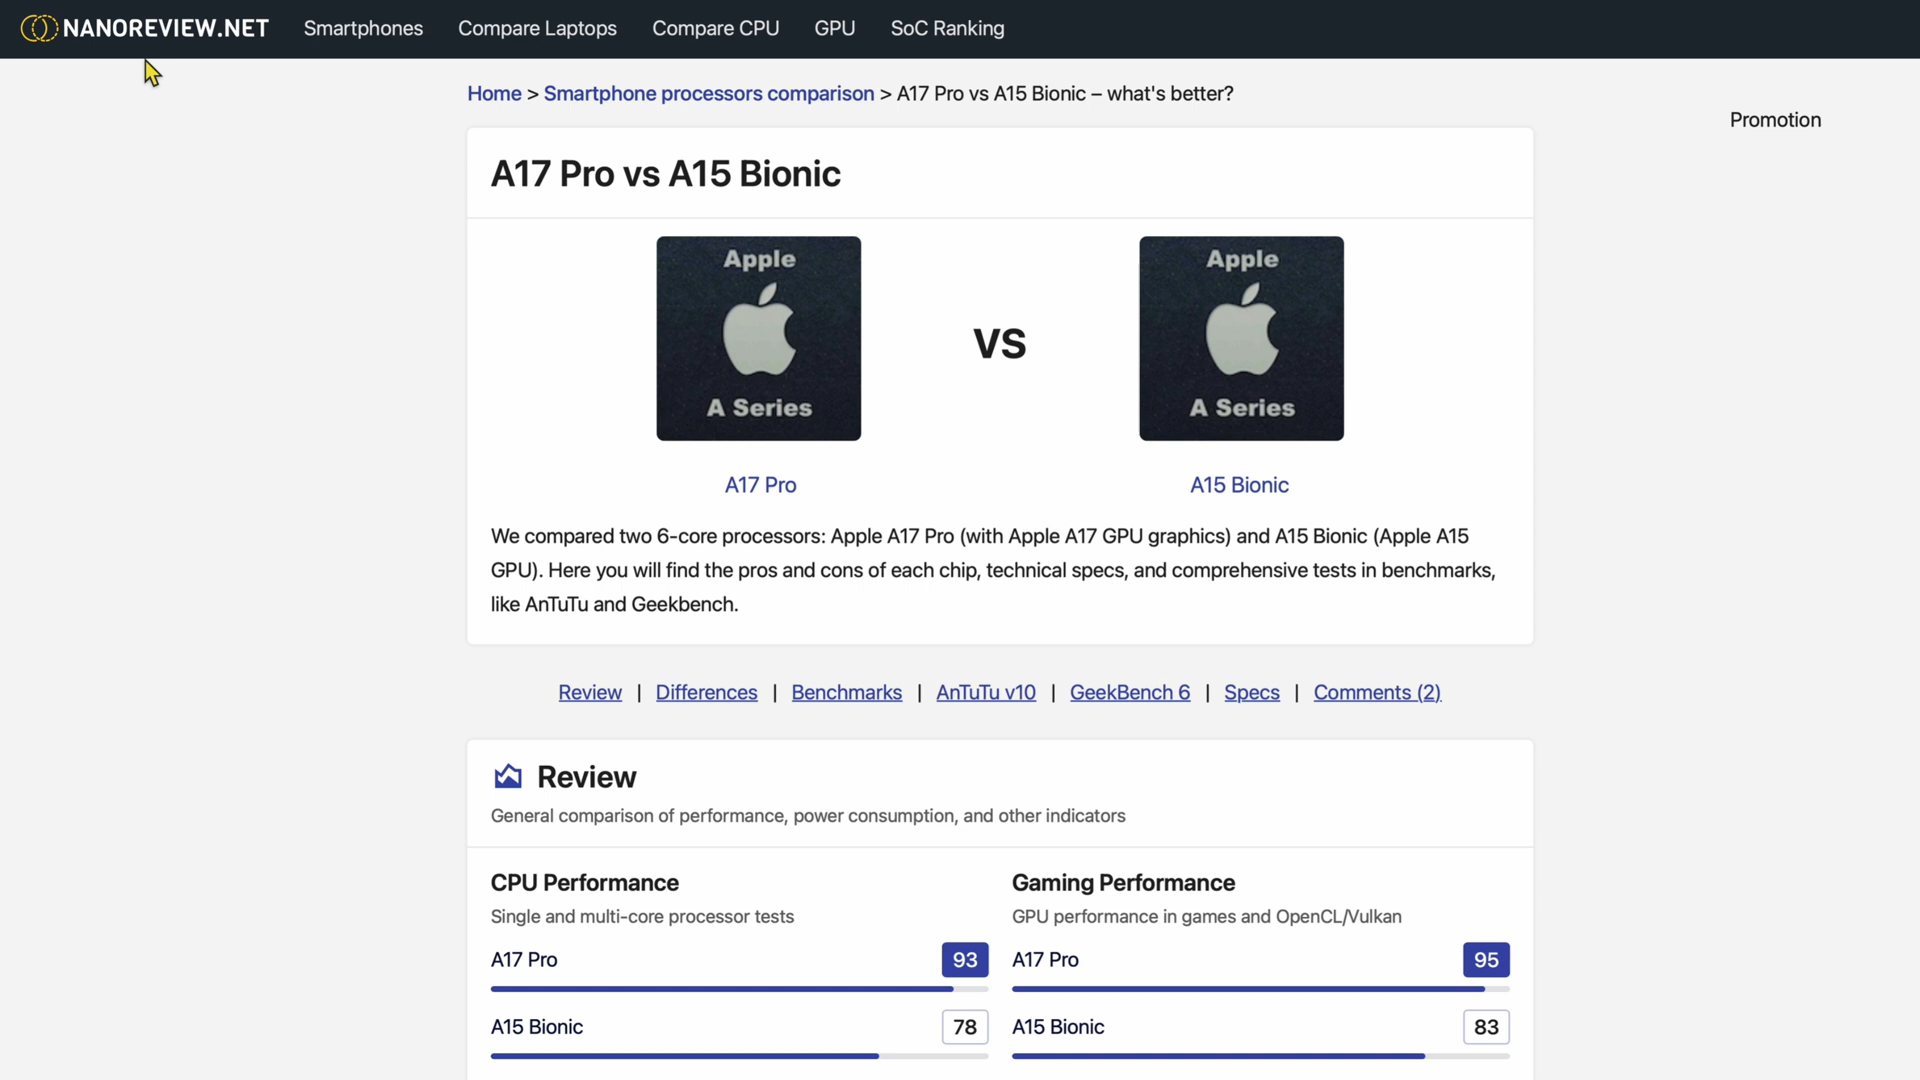 NANOREVIEW.NET Smartphones Compare Laptops Compare CPU GPU SoC Ranking
Home > Smartphone processors comparison > A17 Pro vs A15 Bionic – what's better?
Promotion
A17 Pro vs A15 Bionic
Apple
A Series
VS
Apple
A Series
A17 Pro
A15 Bionic
We compared two 6-core processors: Apple A17 Pro (with Apple A17 GPU graphics) and A15 Bionic (Apple A15
GPU). Here you will find the pros and cons of each chip, technical specs, and comprehensive tests in benchmarks,
like AnTuTu and Geekbench.
Review | Differences | Benchmarks | AnTuTu v10 | GeekBench 6 | Specs | Comments (2)
Review
General comparison of performance, power consumption, and other indicators
CPU Performance
Single and multi-core processor tests
A17 Pro 93
A15 Bionic 78
Gaming Performance
GPU performance in games and OpenCL/Vulkan
A17 Pro 95
A15 Bionic 83